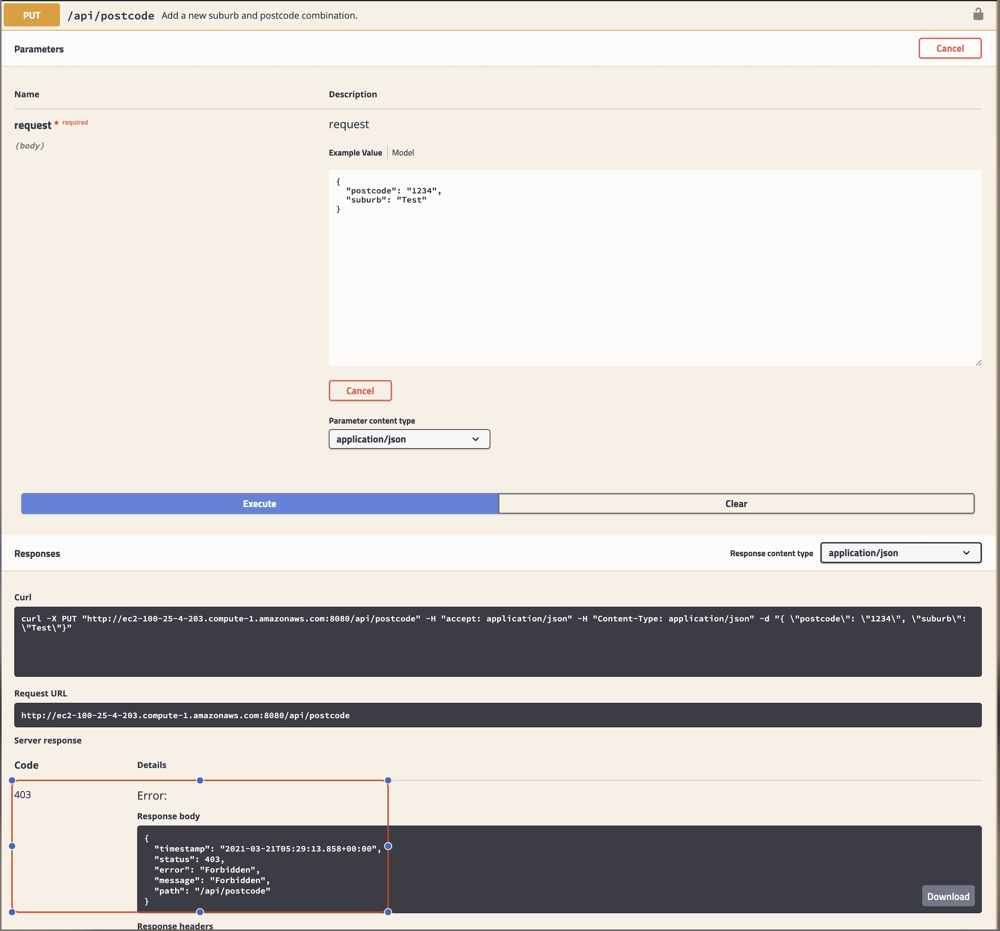 PUT /api/postcode Add a new suburb and postcode combination.
Parameters Cancel
Name Description
request * required request
(body)
Example Value Model
{
"postcode": "1234",
"suburb": "Test"
}
Cancel
Parameter content type
application/json
Execute Clear
Responses Response content type application/json
Curl
curl -X PUT "http://ec2-100-25-4-203.compute-1.amazonaws.com:8080/api/postcode" -H "accept: application/json" -H "Content-Type: application/json" -d "{ \"postcode\": \"1234\", \"suburb\":
\"Test\"}"
Request URL
http://ec2-100-25-4-203.compute-1.amazonaws.com:8080/api/postcode
Server response
Code Details
403 Error:
Response body
{
"timestamp": "2021-03-21T05:29:13.858+00:00",
"status": 403,
"error": "Forbidden",
"message": "Forbidden",
"path": "/api/postcode"
}
Download
Response headers